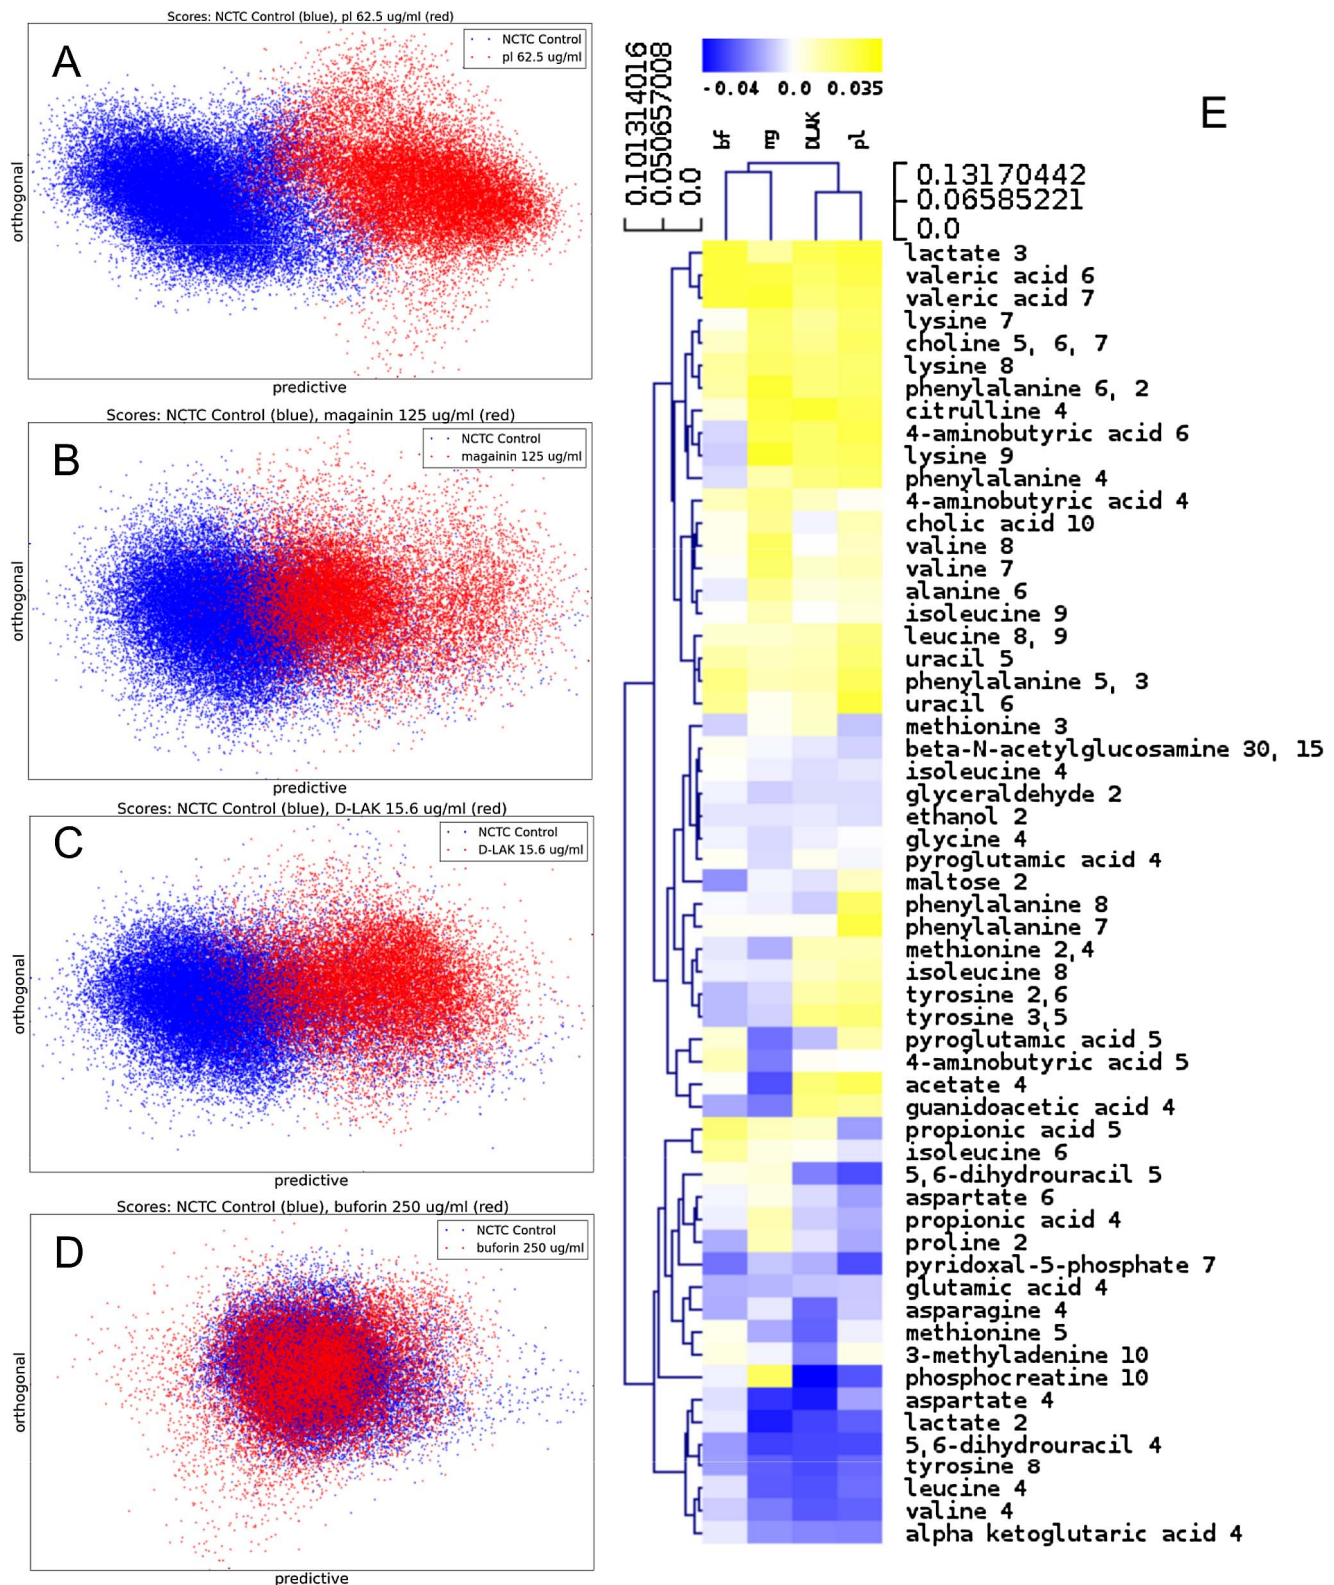 Scores: NCTC Control (blue), pl 62.5 ug/ml (red)
A
NCTC Control
pl 62.5 ug/ml
orthogonal
predictive
Scores: NCTC Control (blue), magainin 125 ug/ml (red)
B
NCTC Control
magainin 125 ug/ml
orthogonal
predictive
Scores: NCTC Control (blue), D-LAK 15.6 ug/ml (red)
C
NCTC Control
D-LAK 15.6 ug/ml
orthogonal
predictive
Scores: NCTC Control (blue), buforin 250 ug/ml (red)
D
NCTC Control
buforin 250 ug/ml
orthogonal
predictive
E
0.101314016
0.050657008
0.0
-0.04 0.0 0.035
bf mg DLAK pl
0.13170442
0.06585221
0.0
lactate 3
valeric acid 6
valeric acid 7
lysine 7
choline 5, 6, 7
lysine 8
phenylalanine 6, 2
citrulline 4
4-aminobutyric acid 6
lysine 9
phenylalanine 4
4-aminobutyric acid 4
cholic acid 10
valine 8
valine 7
alanine 6
isoleucine 9
leucine 8, 9
uracil 5
phenylalanine 5, 3
uracil 6
methionine 3
beta-N-acetylglucosamine 30, 15
isoleucine 4
glyceraldehyde 2
ethanol 2
glycine 4
pyroglutamic acid 4
maltose 2
phenylalanine 8
phenylalanine 7
methionine 2,4
isoleucine 8
tyrosine 2,6
tyrosine 3,5
pyroglutamic acid 5
4-aminobutyric acid 5
acetate 4
guanidoacetic acid 4
propionic acid 5
isoleucine 6
5,6-dihydrouracil 5
aspartate 6
propionic acid 4
proline 2
pyridoxal-5-phosphate 7
glutamic acid 4
asparagine 4
methionine 5
3-methyladenine 10
phosphocreatine 10
aspartate 4
lactate 2
5,6-dihydrouracil 4
tyrosine 8
leucine 4
valine 4
alpha ketoglutaric acid 4